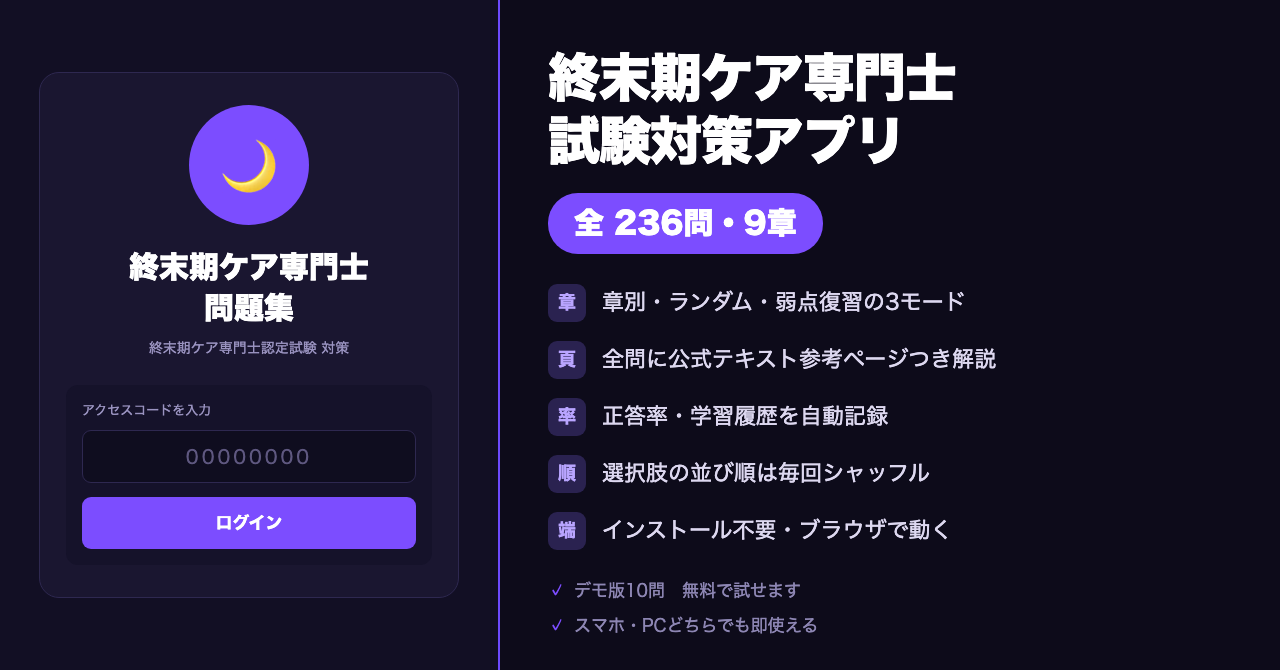 終末期ケア専門士
問題集
終末期ケア専門士認定試験 対策
アクセスコードを入力
00000000
ログイン
終末期ケア専門士
試験対策アプリ
全 236問・9章
章 章別・ランダム・弱点復習の3モード
頁 全問に公式テキスト参考ページつき解説
率 正答率・学習履歴を自動記録
順 選択肢の並び順は毎回シャッフル
端 インストール不要・ブラウザで動く
✓ デモ版10問　無料で試せます
✓ スマホ・PCどちらでも即使える